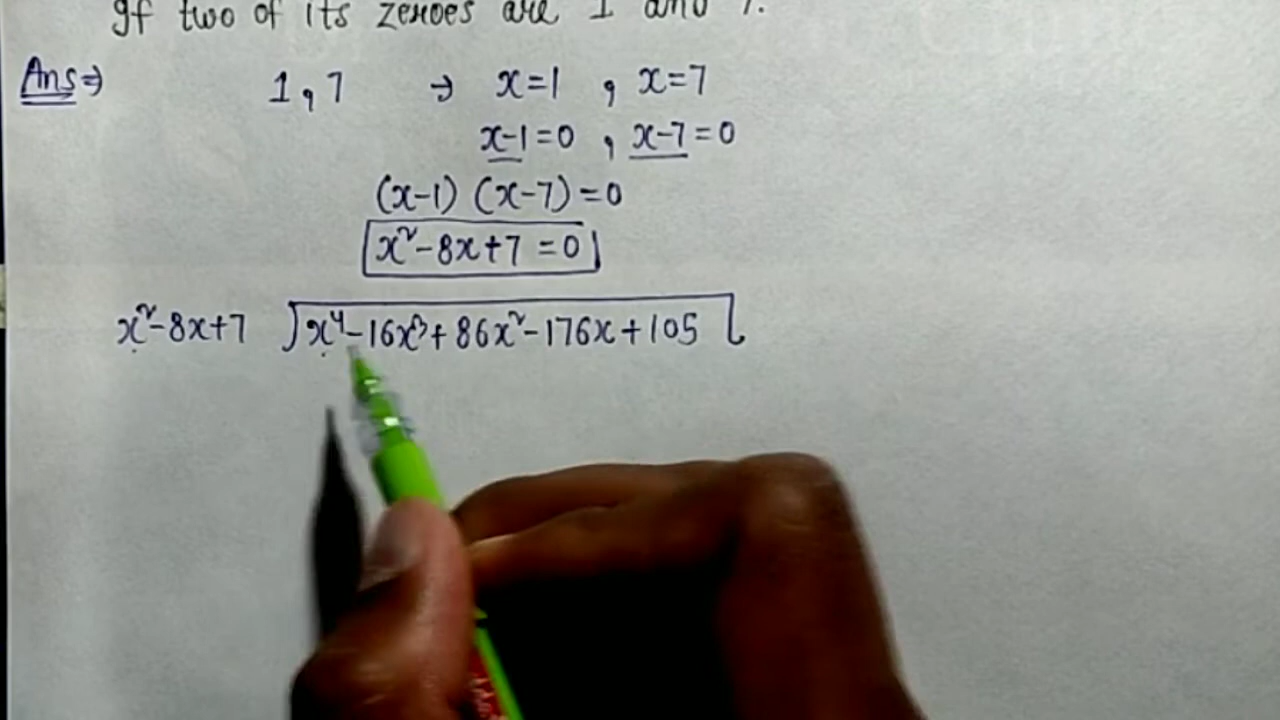 If two of its zeroes are 1 and 7.
Ans⇒ 1, 7 → x=1 , x=7
x-1=0 , x-7=0
(x-1) (x-7)=0
x²-8x+7=0
x²-8x+7 ) x⁴-16x³+86x²-176x+105 (